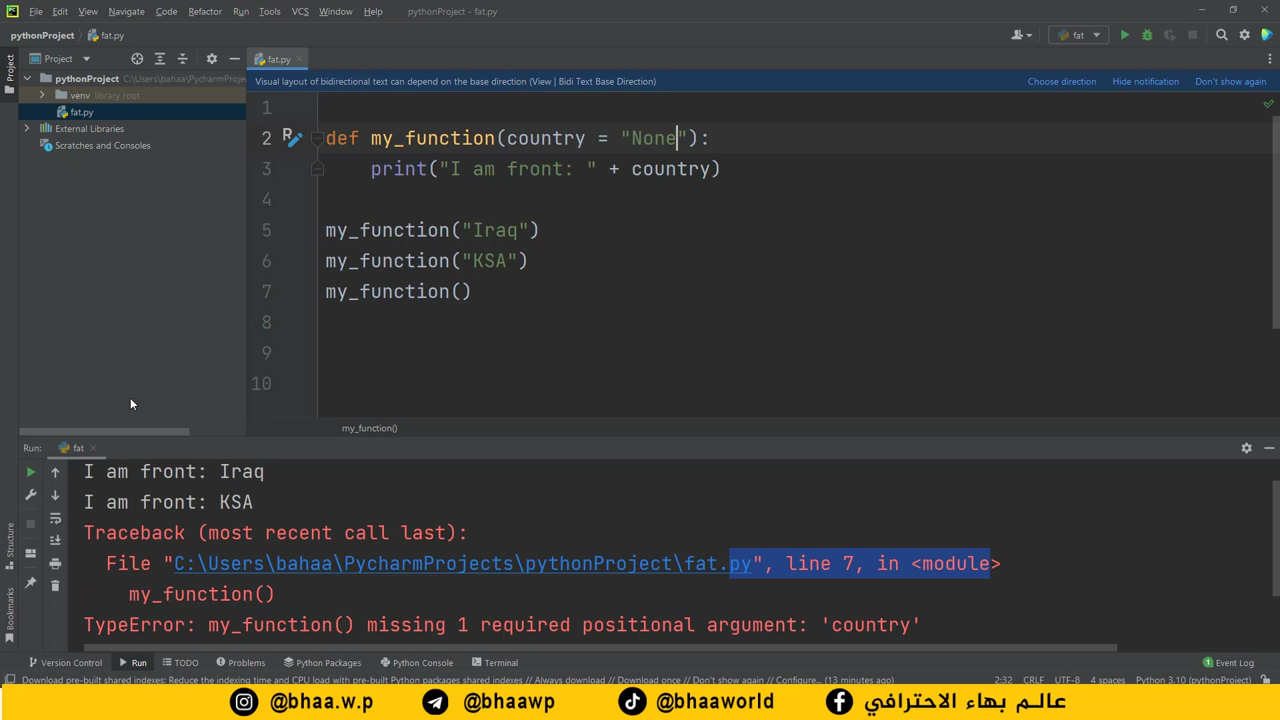 File Edit View Navigate Code Refactor Run Tools VCS Window Help pythonProject - fat.py
pythonProject fat.py
fat
Project
fat.py
pythonProject C:\Users\bahaa\PycharmProje
Visual layout of bidirectional text can depend on the base direction (View | Bidi Text Base Direction) Choose direction Hide notification Don't show again
venv library root
fat.py
External Libraries
Scratches and Consoles
Project
1
2 def my_function(country = "None"):
3 print("I am front: " + country)
4
5 my_function("Iraq")
6 my_function("KSA")
7 my_function()
8
9
10
my_function()
Run: fat
I am front: Iraq
I am front: KSA
Traceback (most recent call last):
File "C:\Users\bahaa\PycharmProjects\pythonProject\fat.py", line 7, in <module>
my_function()
TypeError: my_function() missing 1 required positional argument: 'country'
Structure
Bookmarks
Version Control Run TODO Problems Python Packages Python Console Terminal Event Log
Download pre-built shared indexes: Reduce the indexing time and CPU load with pre-built Python packages shared indexes // Always download // Download once // Don't show again // Configure... (13 minutes ago) 2:32 CRLF UTF-8 4 spaces Python 3.10 (pythonProject)
@bhaa.w.p @bhaawp @bhaaworld عالم بهاء الاحترافي